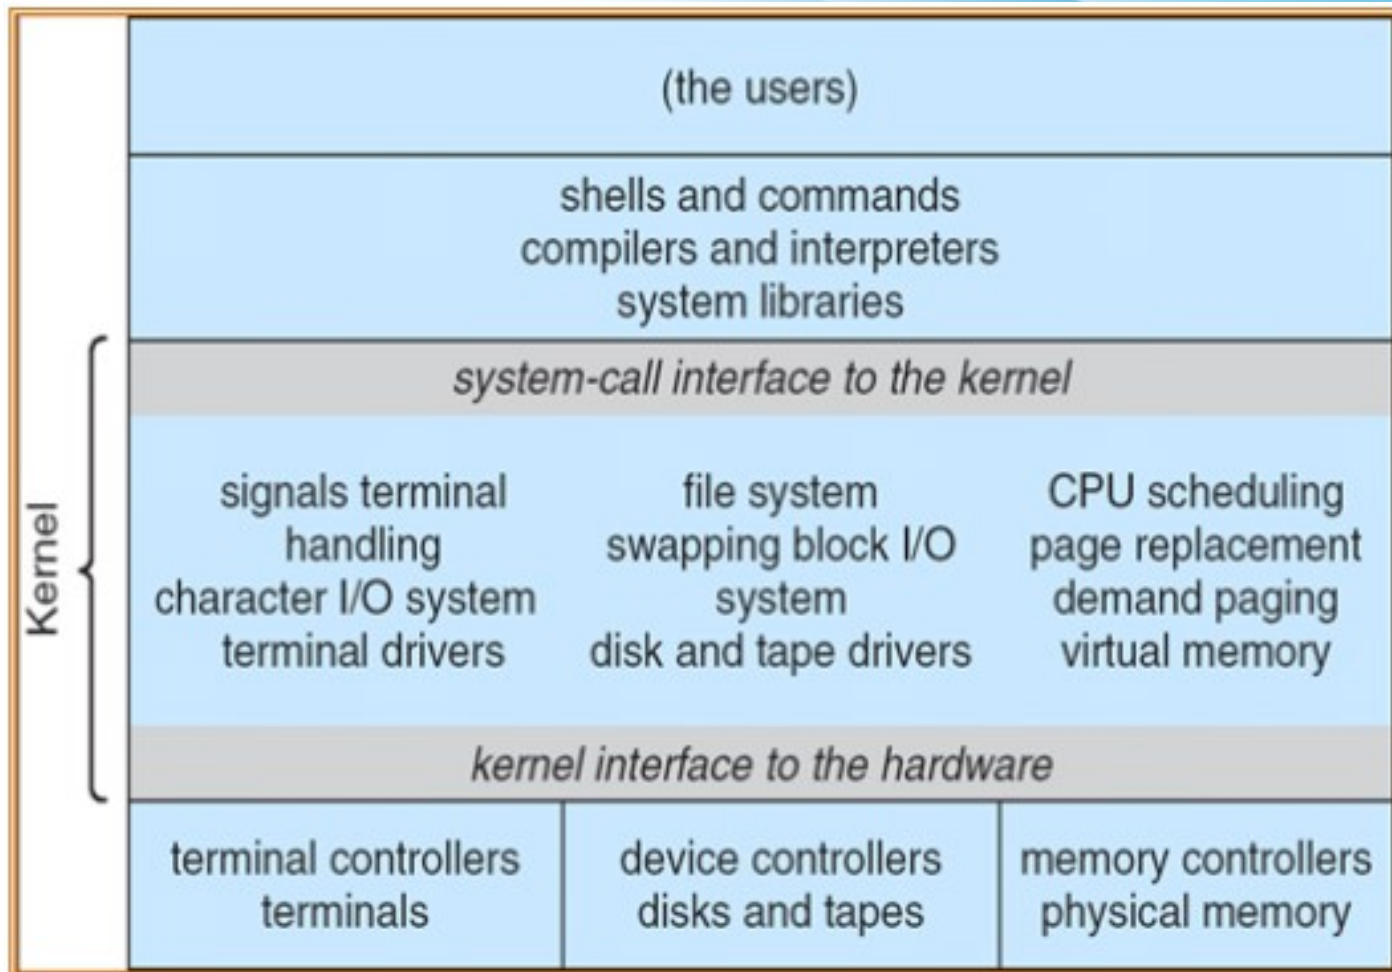 (the users)
shells and commands
compilers and interpreters
system libraries
Kernel
system-call interface to the kernel
signals terminal
handling
character I/O system
terminal drivers
file system
swapping block I/O
system
disk and tape drivers
CPU scheduling
page replacement
demand paging
virtual memory
kernel interface to the hardware
terminal controllers
terminals
device controllers
disks and tapes
memory controllers
physical memory